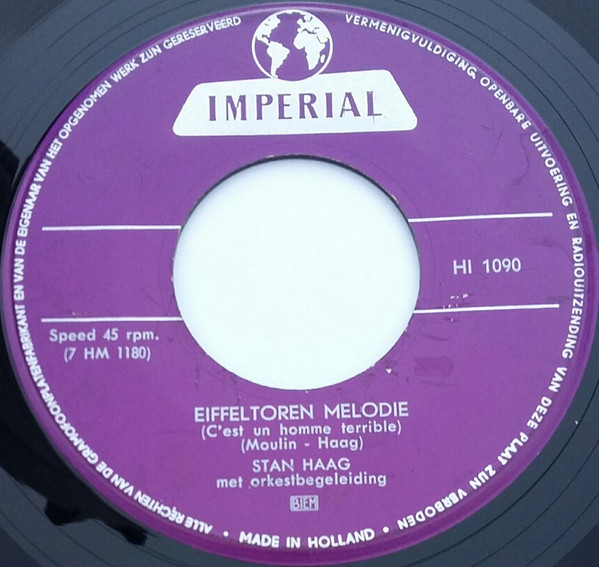 IMPERIAL
HI 1090
Speed 45 rpm.
(7 HM 1180)
EIFFELTOREN MELODIE
(C'est un homme terrible)
(Moulin - Haag)
STAN HAAG
met orkestbegeleiding
BIEM
ALLE RECHTEN VAN DE GRAMOFOONPLATENFABRIKANT EN VAN DE EIGENAAR VAN HET OPGENOMEN WERK ZIJN GERESERVEERD
VERMENIGVULDIGING, OPENBARE UITVOERING EN RADIOUITZENDING VAN DEZE PLAAT ZIJN VERBODEN
• MADE IN HOLLAND •